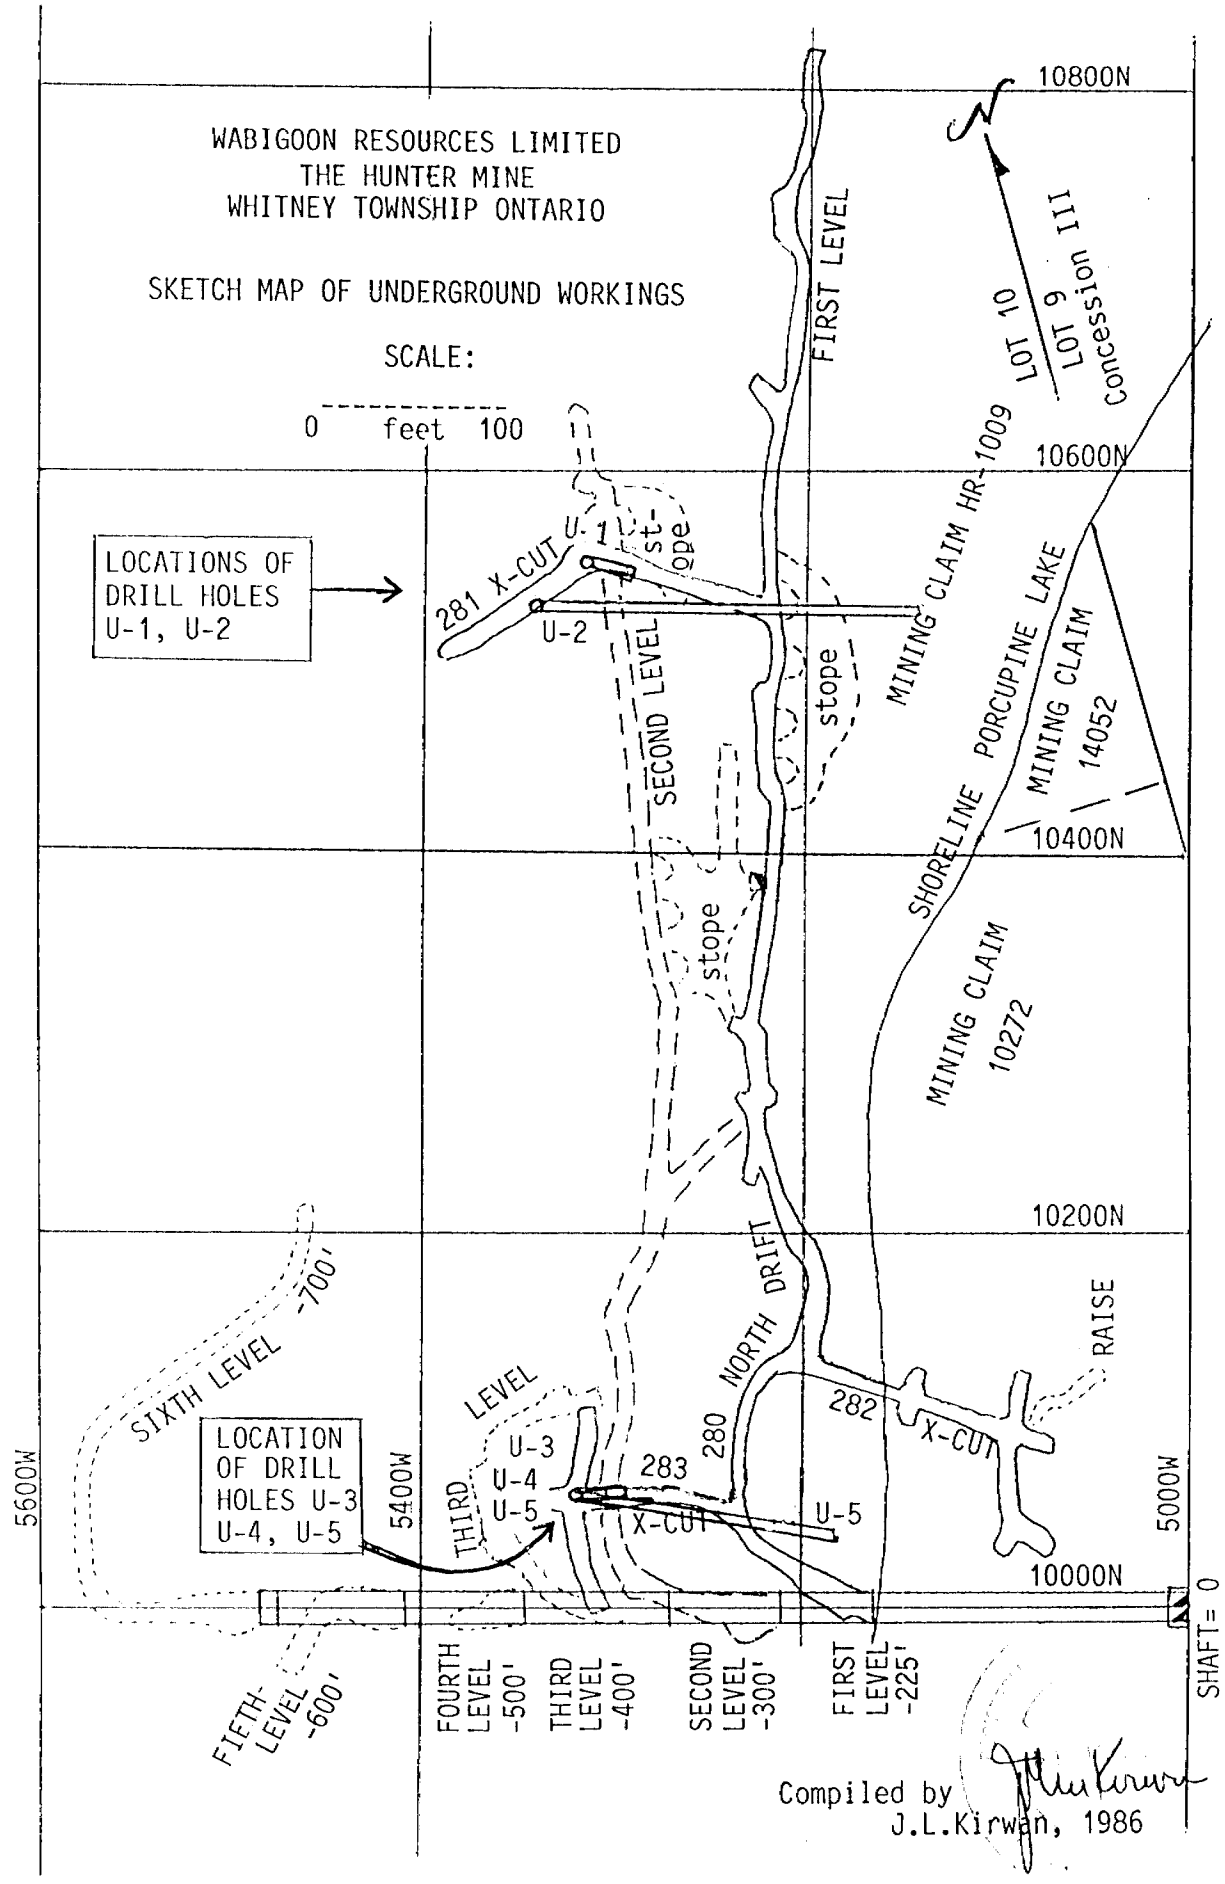 10800N
WABIGOON RESOURCES LIMITED
THE HUNTER MINE
WHITNEY TOWNSHIP ONTARIO
SKETCH MAP OF UNDERGROUND WORKINGS
SCALE:
0 feet 100
N
FIRST LEVEL
LOT 10
LOT 9
Concession III
10600N
MINING CLAIM HR-1009
U-1
st-
ope
LOCATIONS OF
DRILL HOLES
U-1, U-2
281 X-CUT
U-2
SECOND LEVEL
stope
SHORELINE PORCUPINE LAKE
MINING CLAIM
14052
10400N
stope
MINING CLAIM
10272
10200N
-700'
SIXTH LEVEL
280 NORTH DRIFT
RAISE
282
X-CUT
THIRD LEVEL
LOCATION
OF DRILL
HOLES U-3
U-4, U-5
U-3
U-4
U-5
283
X-CUT
U-5
5600W
5400W
5000W
10000N
SHAFT= 0
FIFTH-
LEVEL
-600'
FOURTH
LEVEL
-500'
THIRD
LEVEL
-400'
SECOND
LEVEL
-300'
FIRST
LEVEL
-225'
Compiled by
J.L.Kirwan, 1986